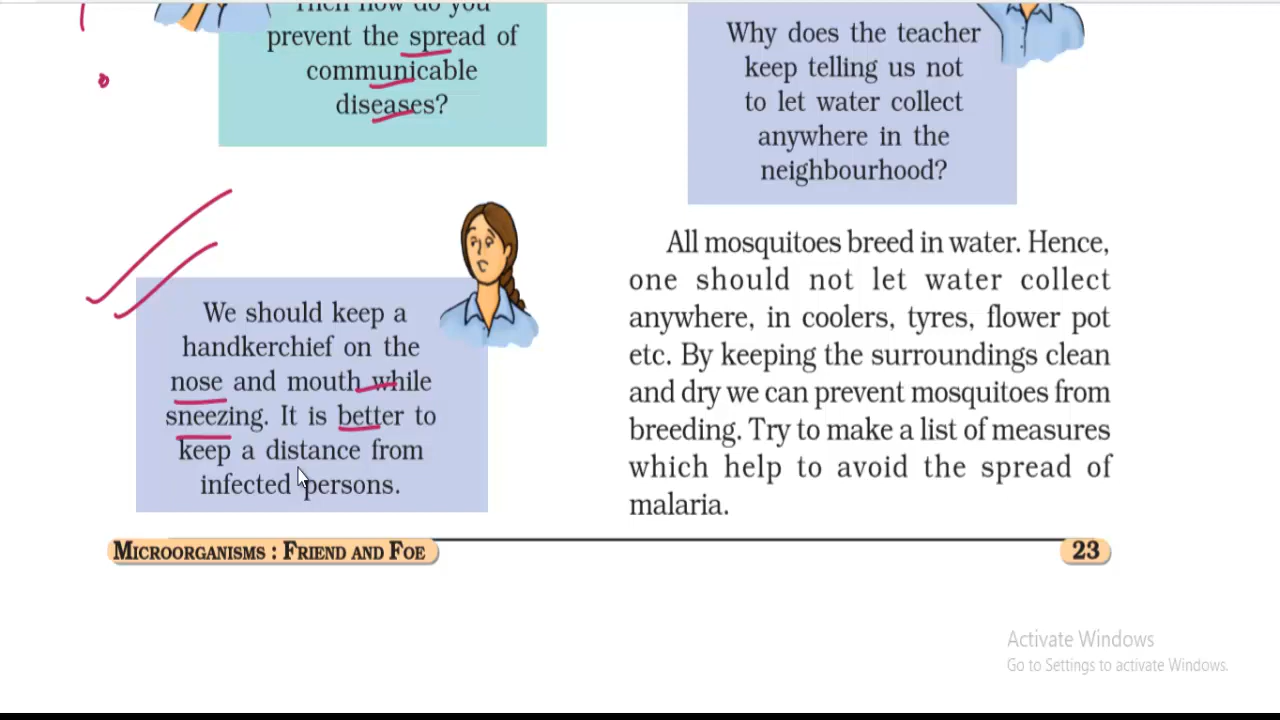 Then how do you
prevent the spread of
communicable
diseases?
We should keep a
handkerchief on the
nose and mouth while
sneezing. It is better to
keep a distance from
infected persons.
Why does the teacher
keep telling us not
to let water collect
anywhere in the
neighbourhood?
All mosquitoes breed in water. Hence,
one should not let water collect
anywhere, in coolers, tyres, flower pot
etc. By keeping the surroundings clean
and dry we can prevent mosquitoes from
breeding. Try to make a list of measures
which help to avoid the spread of
malaria.
MICROORGANISMS : FRIEND AND FOE
23
Activate Windows
Go to Settings to activate Windows.